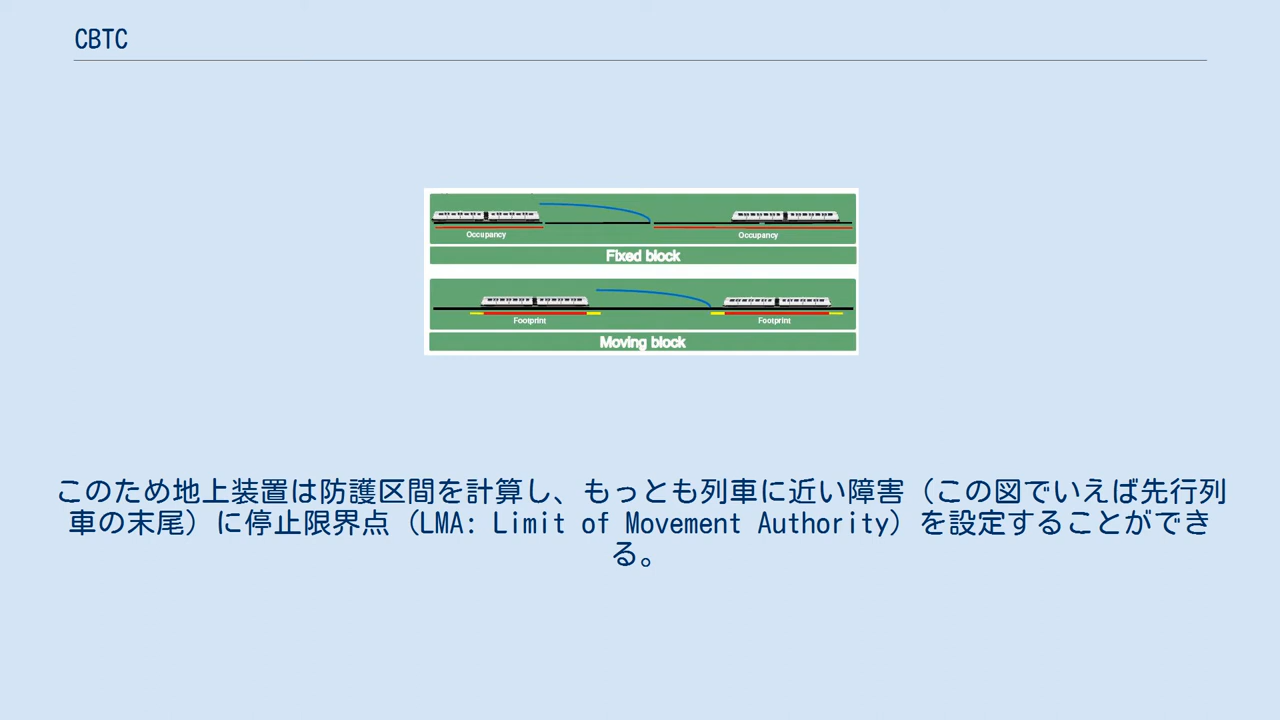 CBTC
Occupancy
Occupancy
Fixed block
Footprint
Footprint
Moving block
このため地上装置は防護区間を計算し、もっとも列車に近い障害（この図でいえば先行列
車の末尾）に停止限界点（LMA: Limit of Movement Authority）を設定することができ
る。